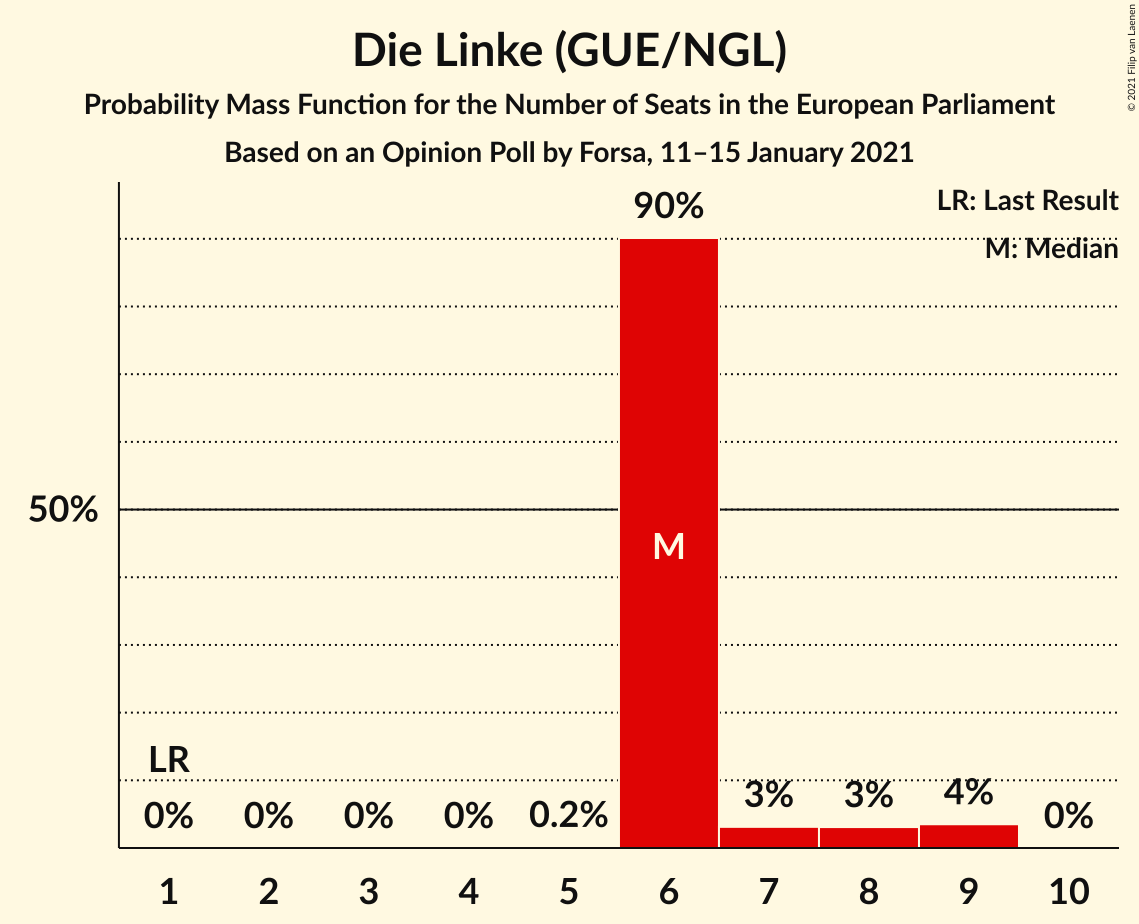 Die Linke (GUE/NGL)
Probability Mass Function for the Number of Seats in the European Parliament
Based on an Opinion Poll by Forsa, 11–15 January 2021
© 2021 Filip van Laenen
LR: Last Result
M: Median
90%
50%
M
LR
0% 0% 0% 0% 0.2% 3% 3% 4% 0%
1 2 3 4 5 6 7 8 9 10